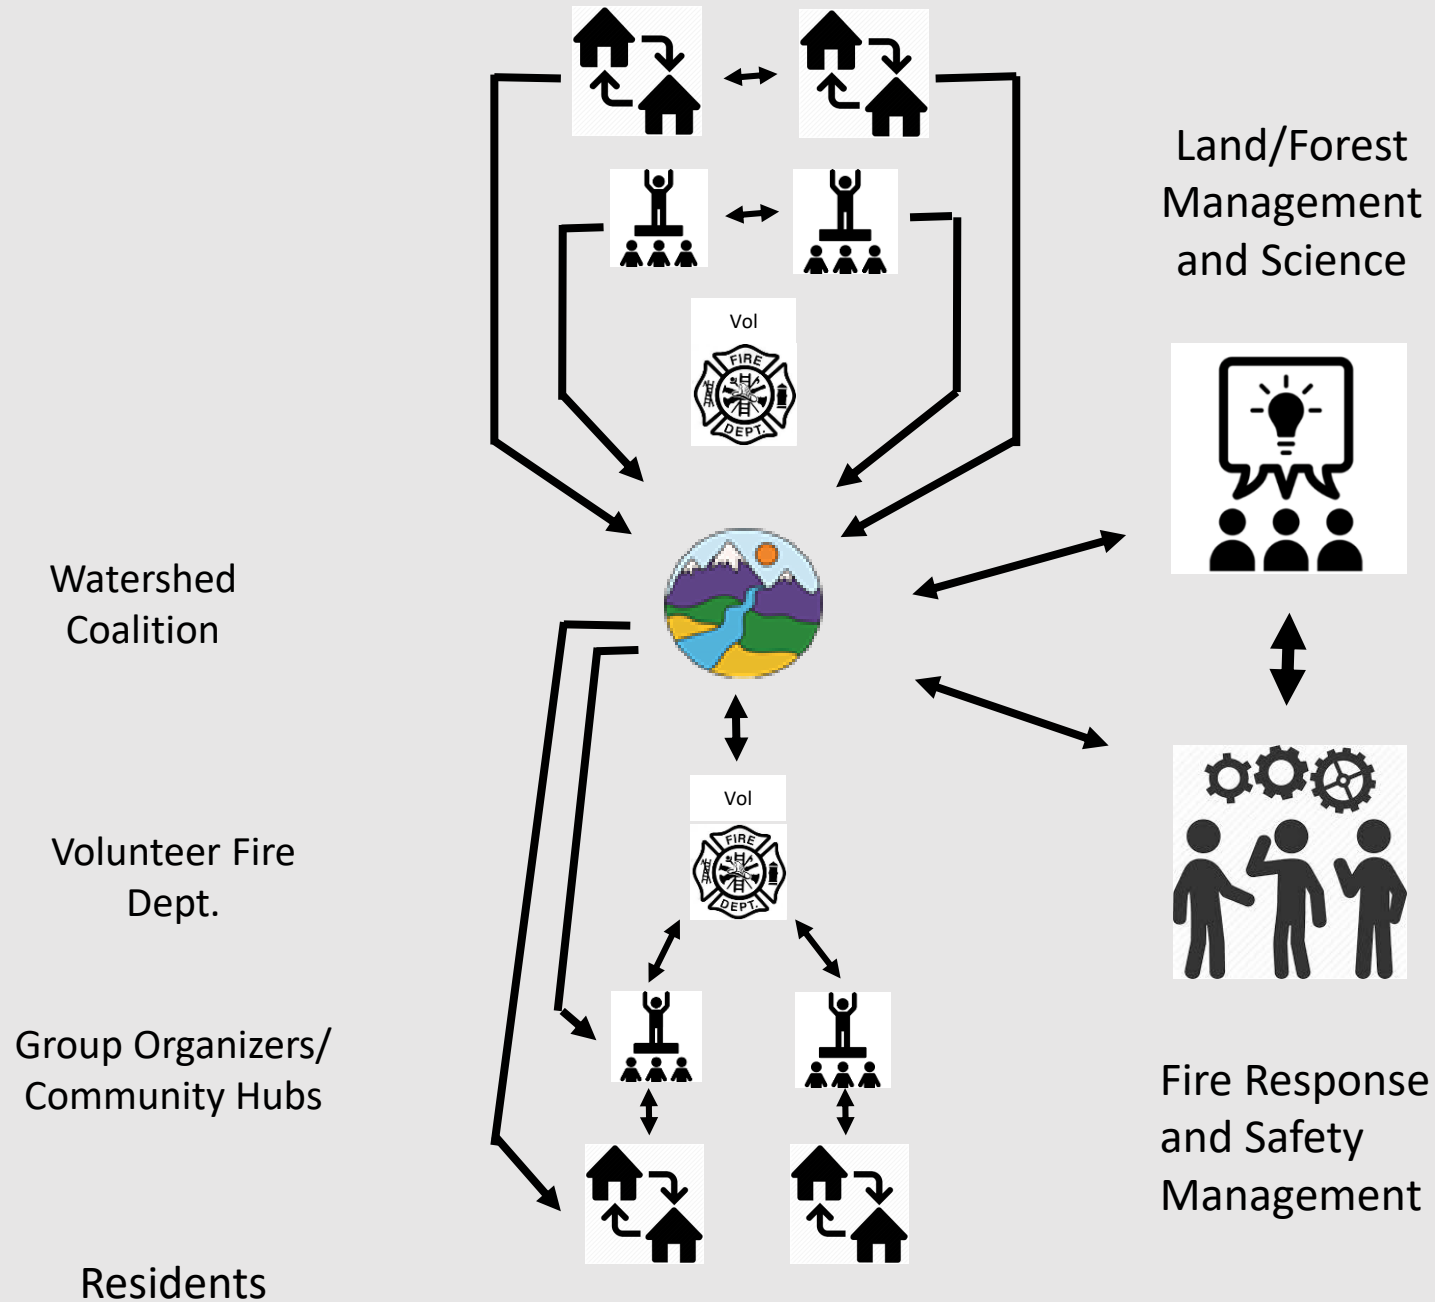 Land/Forest
Management
and Science
Vol
FIRE
DEPT.
Watershed
Coalition
Vol
FIRE
DEPT.
Volunteer Fire
Dept.
Group Organizers/
Community Hubs
Fire Response
and Safety
Management
Residents